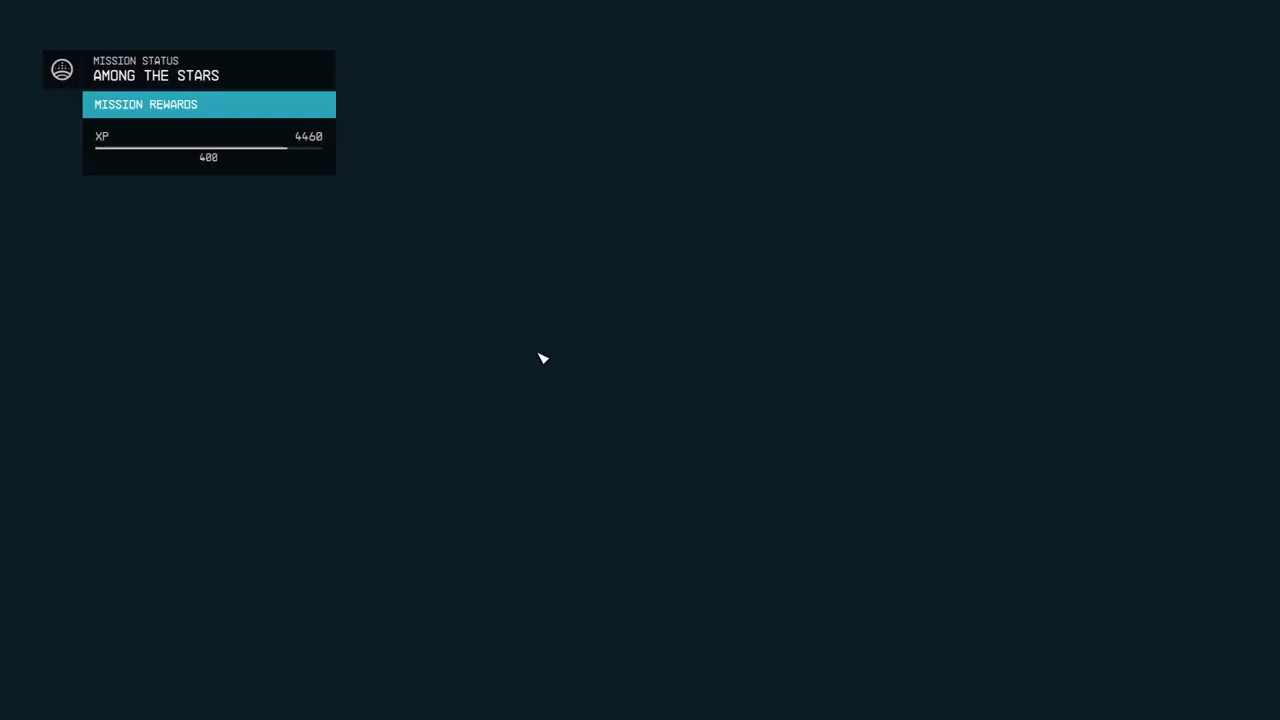 MISSION STATUS
AMONG THE STARS
MISSION REWARDS
XP 4460
400